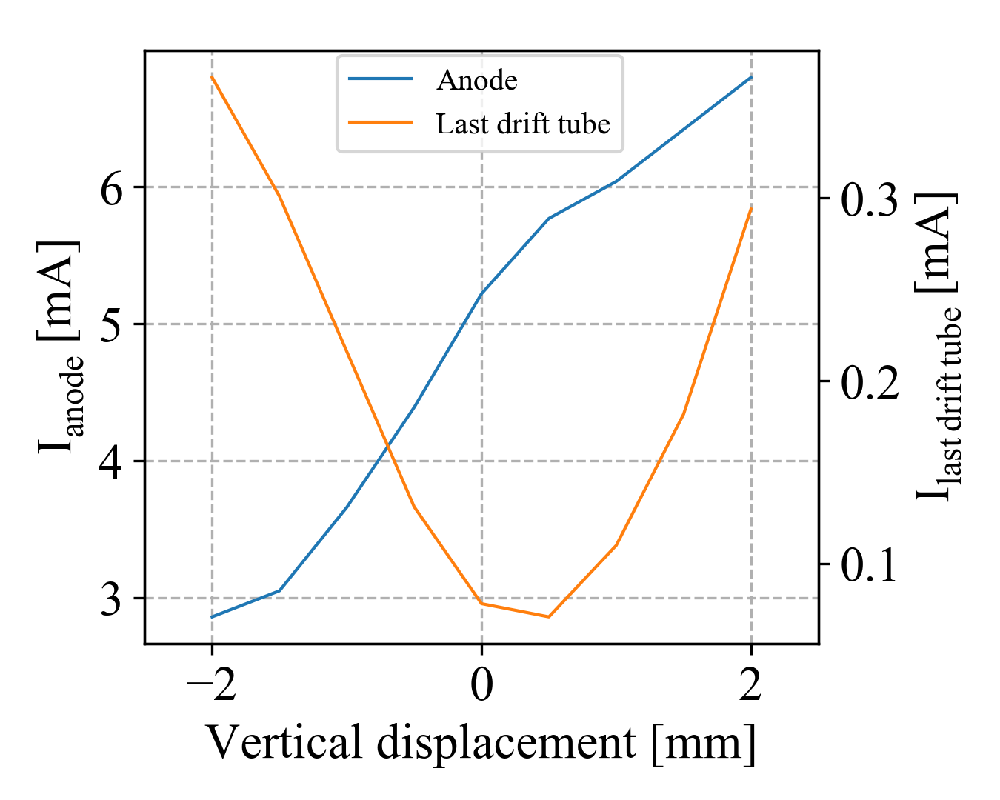 Anode
Last drift tube
6
5
4
3
I_anode [mA]
0.3
0.2
0.1
I_last drift tube [mA]
−2 0 2
Vertical displacement [mm]